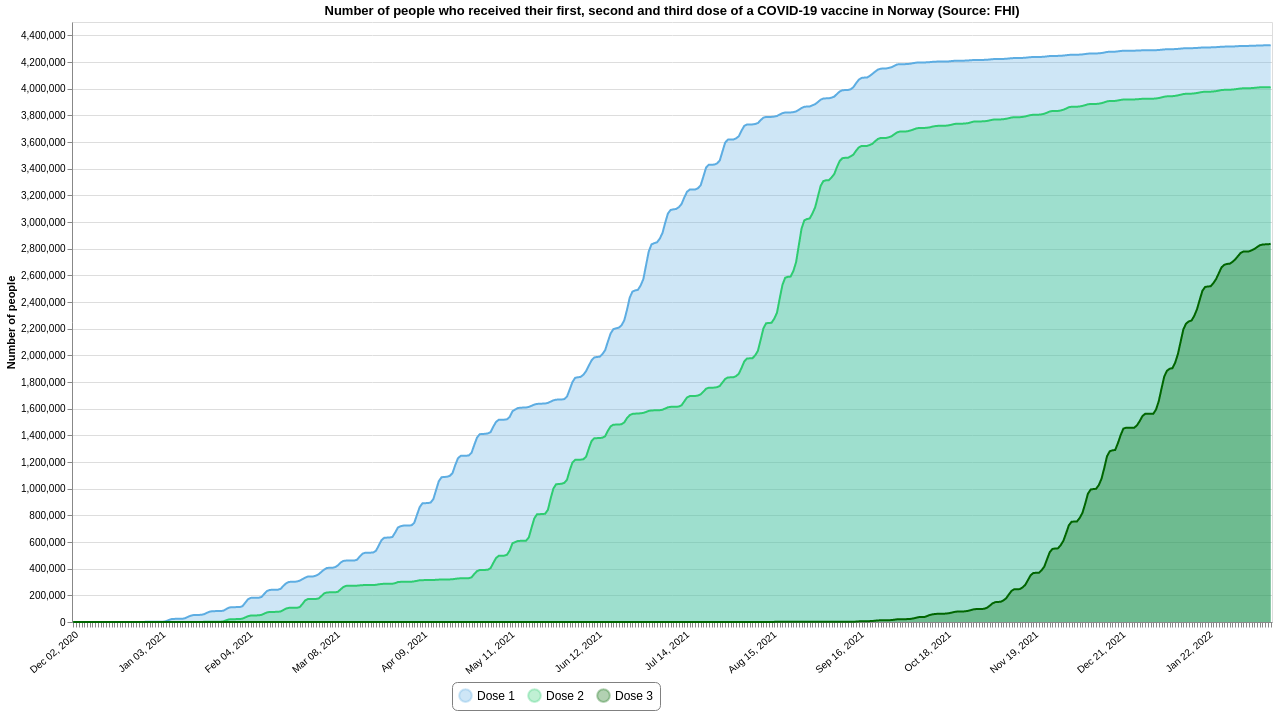 Number of people who received their first, second and third dose of a COVID-19 vaccine in Norway (Source: FHI)
Number of people
4,400,000
4,200,000
4,000,000
3,800,000
3,600,000
3,400,000
3,200,000
3,000,000
2,800,000
2,600,000
2,400,000
2,200,000
2,000,000
1,800,000
1,600,000
1,400,000
1,200,000
1,000,000
800,000
600,000
400,000
200,000
0
Dec 02, 2020
Jan 03, 2021
Feb 04, 2021
Mar 08, 2021
Apr 09, 2021
May 11, 2021
Jun 12, 2021
Jul 14, 2021
Aug 15, 2021
Sep 16, 2021
Oct 18, 2021
Nov 19, 2021
Dec 21, 2021
Jan 22, 2022
Dose 1 Dose 2 Dose 3